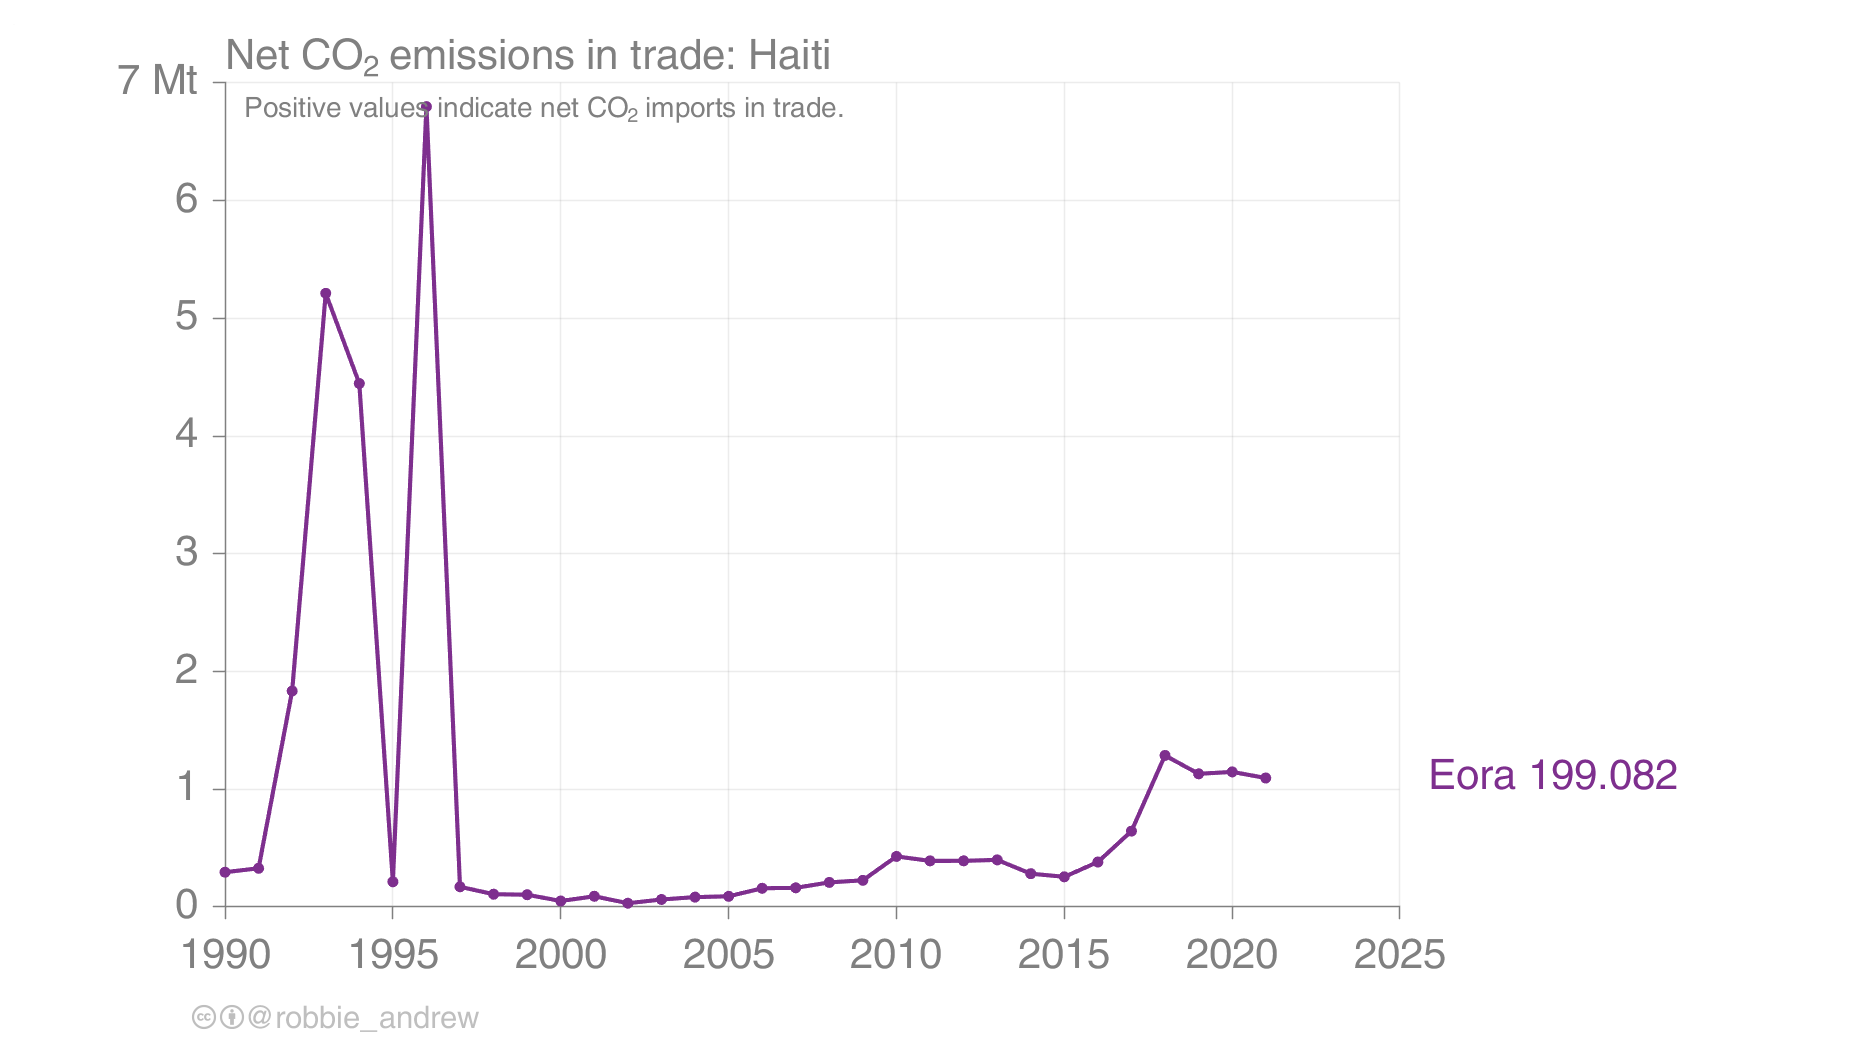 Net CO₂ emissions in trade: Haiti
7 Mt
Positive values indicate net CO₂ imports in trade.
6
5
4
3
2
1
0
Eora 199.082
1990 1995 2000 2005 2010 2015 2020 2025
@robbie_andrew